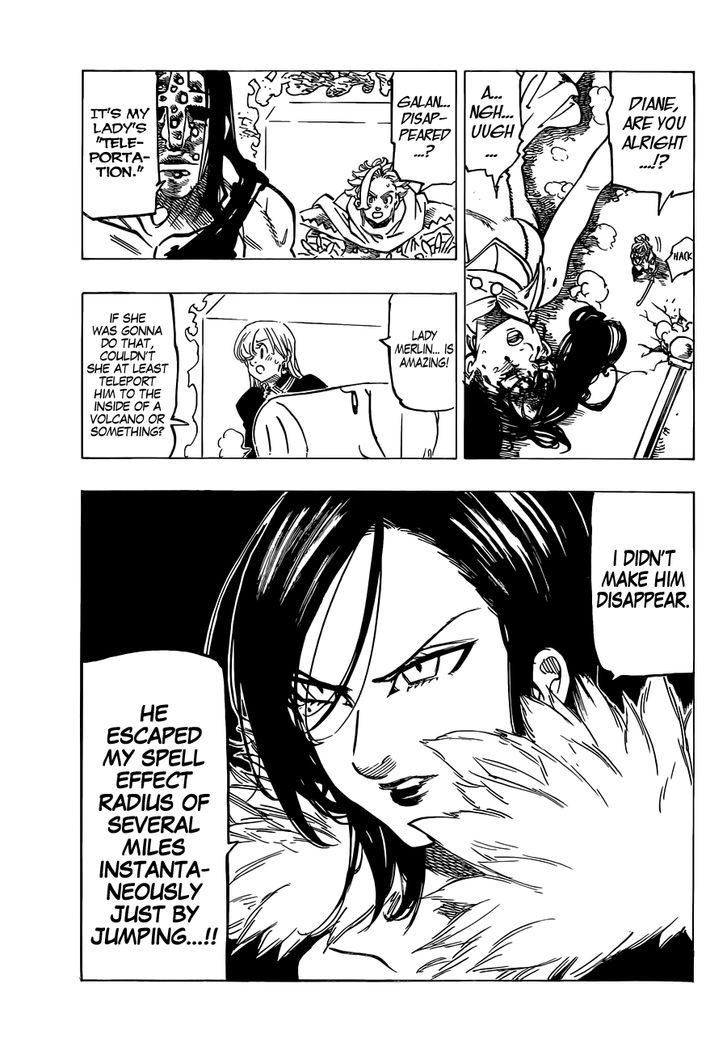 DIANE,
ARE YOU
ALRIGHT
....!?
A...
NGH...
UUGH
...
HACK
GALAN...
DISAP-
PEARED
...?
IT'S MY
LADY'S
"TELE-
PORTA-
TION."
LADY
MERLIN... IS
AMAZING!
IF SHE
WAS GONNA
DO THAT,
COULDN'T
SHE AT LEAST
TELEPORT
HIM TO THE
INSIDE OF A
VOLCANO OR
SOMETHING?
I DIDN'T
MAKE HIM
DISAPPEAR.
HE
ESCAPED
MY SPELL
EFFECT
RADIUS OF
SEVERAL
MILES
INSTANTA-
NEOUSLY
JUST BY
JUMPING...!!